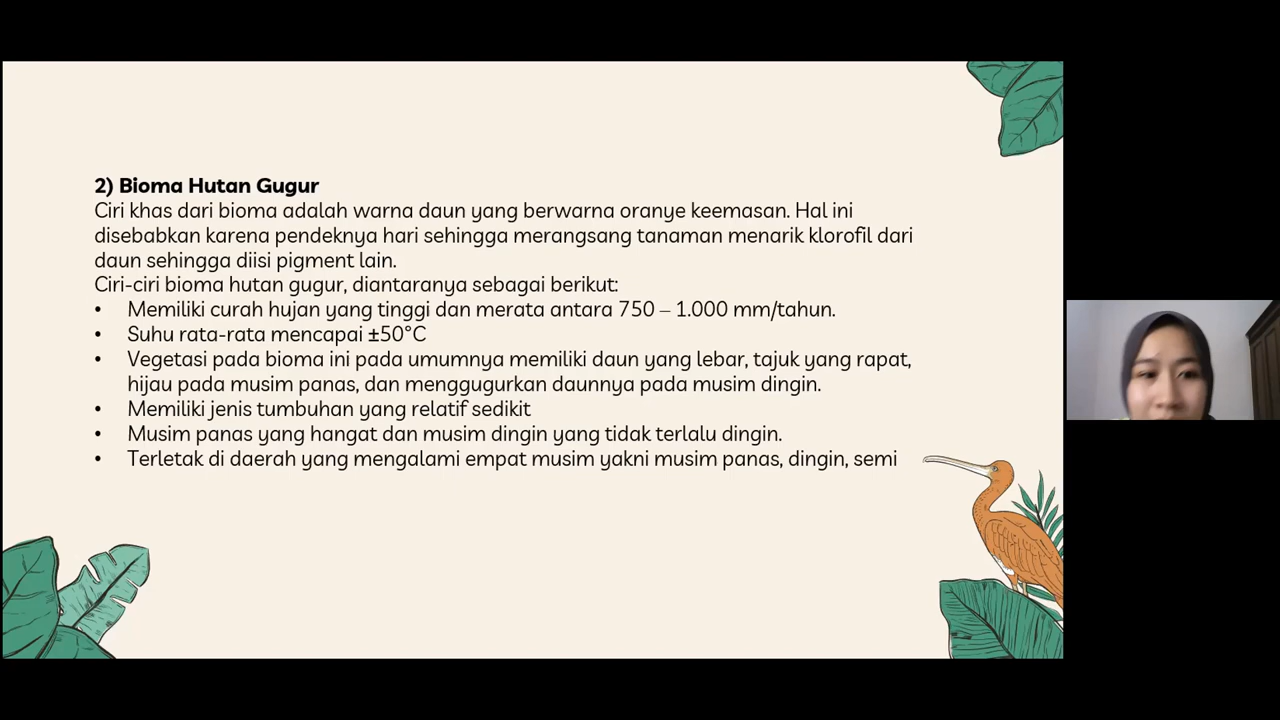 2) Bioma Hutan Gugur
Ciri khas dari bioma adalah warna daun yang berwarna oranye keemasan. Hal ini
disebabkan karena pendeknya hari sehingga merangsang tanaman menarik klorofil dari
daun sehingga diisi pigment lain.
Ciri-ciri bioma hutan gugur, diantaranya sebagai berikut:
• Memiliki curah hujan yang tinggi dan merata antara 750 – 1.000 mm/tahun.
• Suhu rata-rata mencapai ±50°C
• Vegetasi pada bioma ini pada umumnya memiliki daun yang lebar, tajuk yang rapat,
hijau pada musim panas, dan menggugurkan daunnya pada musim dingin.
• Memiliki jenis tumbuhan yang relatif sedikit
• Musim panas yang hangat dan musim dingin yang tidak terlalu dingin.
• Terletak di daerah yang mengalami empat musim yakni musim panas, dingin, semi